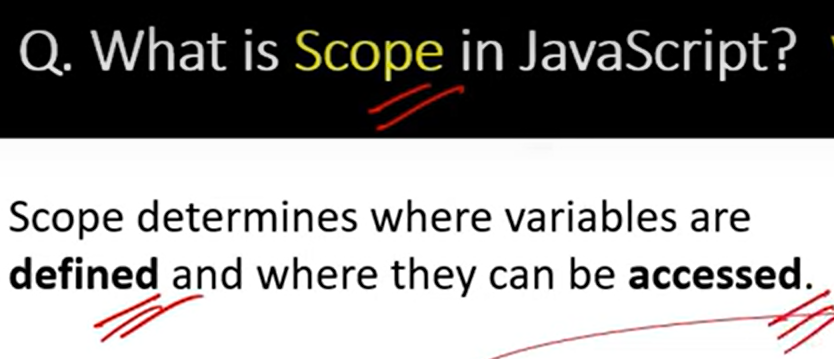 Q. What is Scope in JavaScript?
Scope determines where variables are
defined and where they can be accessed.